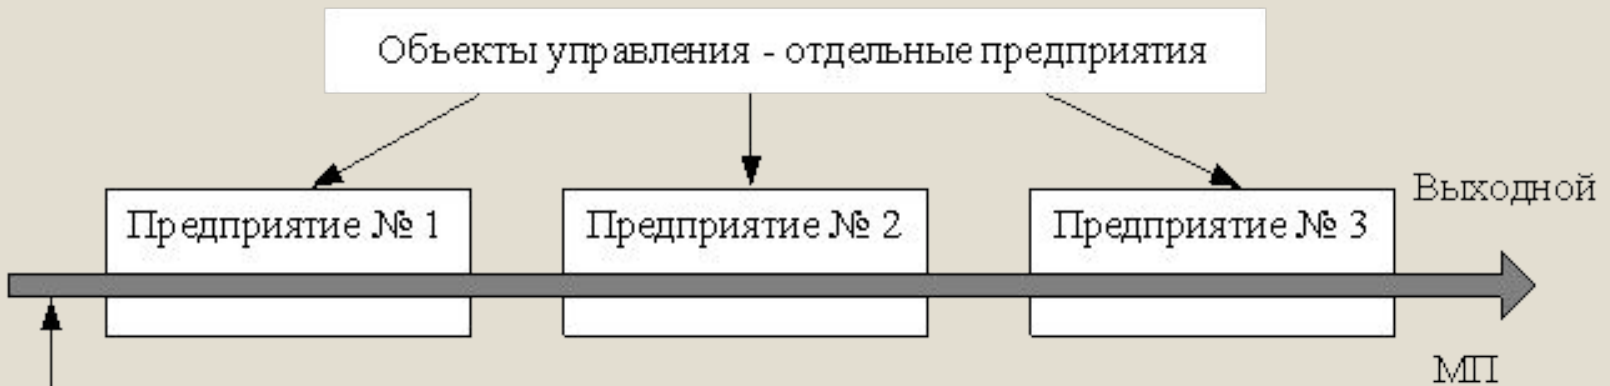 Объекты управления - отдельные предприятия
Предприятие № 1
Предприятие № 2
Предприятие № 3
Выходной
МП